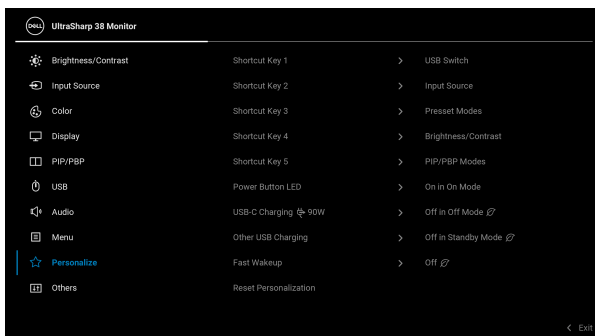 DELL UltraSharp 38 Monitor
Brightness/Contrast Shortcut Key 1 > USB Switch
Input Source Shortcut Key 2 > Input Source
Color Shortcut Key 3 > Presset Modes
Display Shortcut Key 4 > Brightness/Contrast
PIP/PBP Shortcut Key 5 > PIP/PBP Modes
USB Power Button LED > On in On Mode
Audio USB-C Charging 90W > Off in Off Mode
Menu Other USB Charging > Off in Standby Mode
Personalize Fast Wakeup > Off
Others Reset Personalization
< Exit